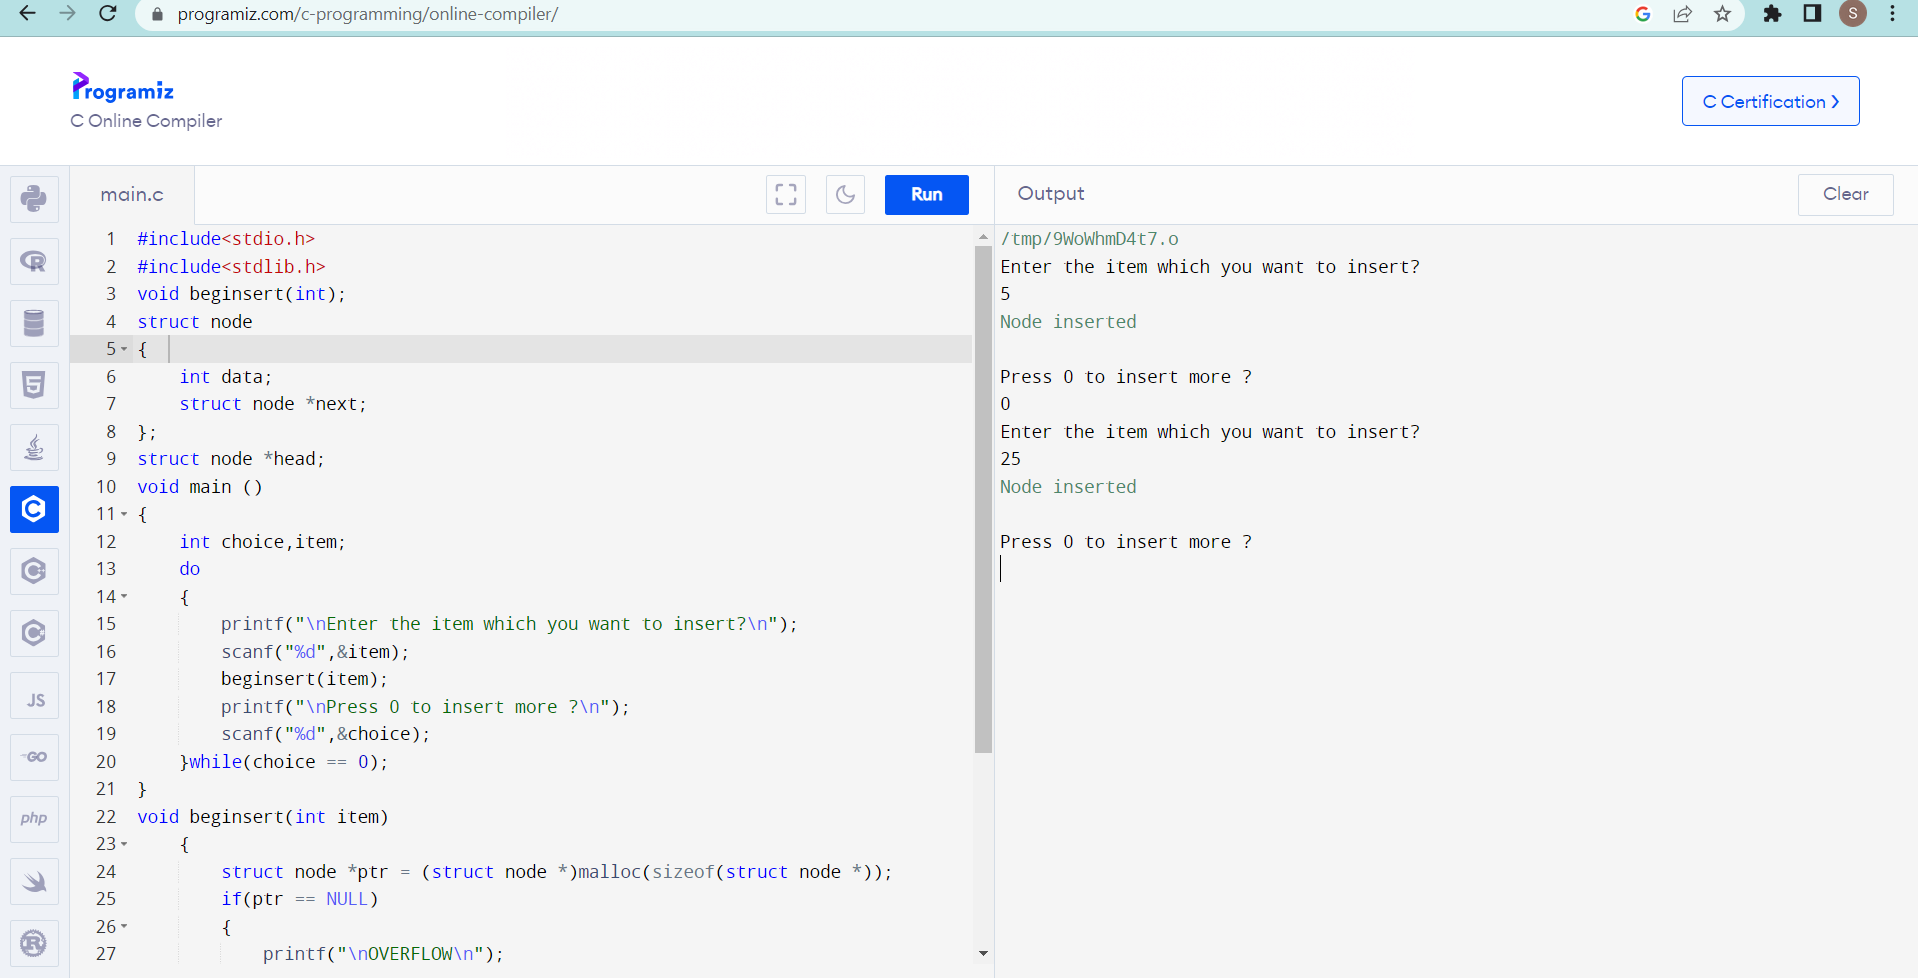 programiz.com/c-programming/online-compiler/
S
Programiz
C Online Compiler
C Certification
main.c
Run
Output
Clear
1 #include<stdio.h>
2 #include<stdlib.h>
3 void beginsert(int);
4 struct node
5 {
6 int data;
7 struct node *next;
8 };
9 struct node *head;
10 void main ()
11 {
12 int choice,item;
13 do
14 {
15 printf("\nEnter the item which you want to insert?\n");
16 scanf("%d",&item);
17 beginsert(item);
18 printf("\nPress 0 to insert more ?\n");
19 scanf("%d",&choice);
20 }while(choice == 0);
21 }
22 void beginsert(int item)
23 {
24 struct node *ptr = (struct node *)malloc(sizeof(struct node *));
25 if(ptr == NULL)
26 {
27 printf("\nOVERFLOW\n");
/tmp/9WoWhmD4t7.o
Enter the item which you want to insert?
5
Node inserted
Press 0 to insert more ?
0
Enter the item which you want to insert?
25
Node inserted
Press 0 to insert more ?
R
5
C
C
C
JS
GO
php
R